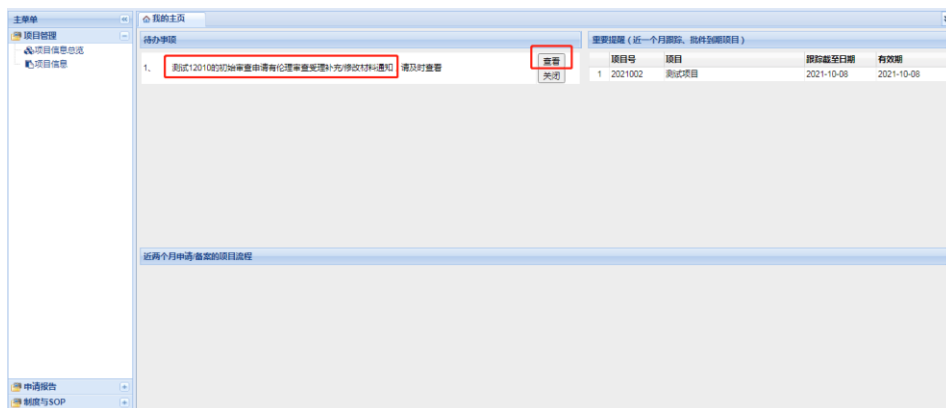 主菜单
我的主页
项目管理
项目信息总览
项目信息
待办事项
1、 测试12010的初始审查申请有伦理审查受理补充/修改材料通知 请及时查看
查看
关闭
重要提醒（近一个月跟踪、批件到期项目）
项目号 项目 跟踪截至日期 有效期
1 2021002 测试项目 2021-10-08 2021-10-08
近两个月申请/备案的项目流程
申请报告
制度与SOP